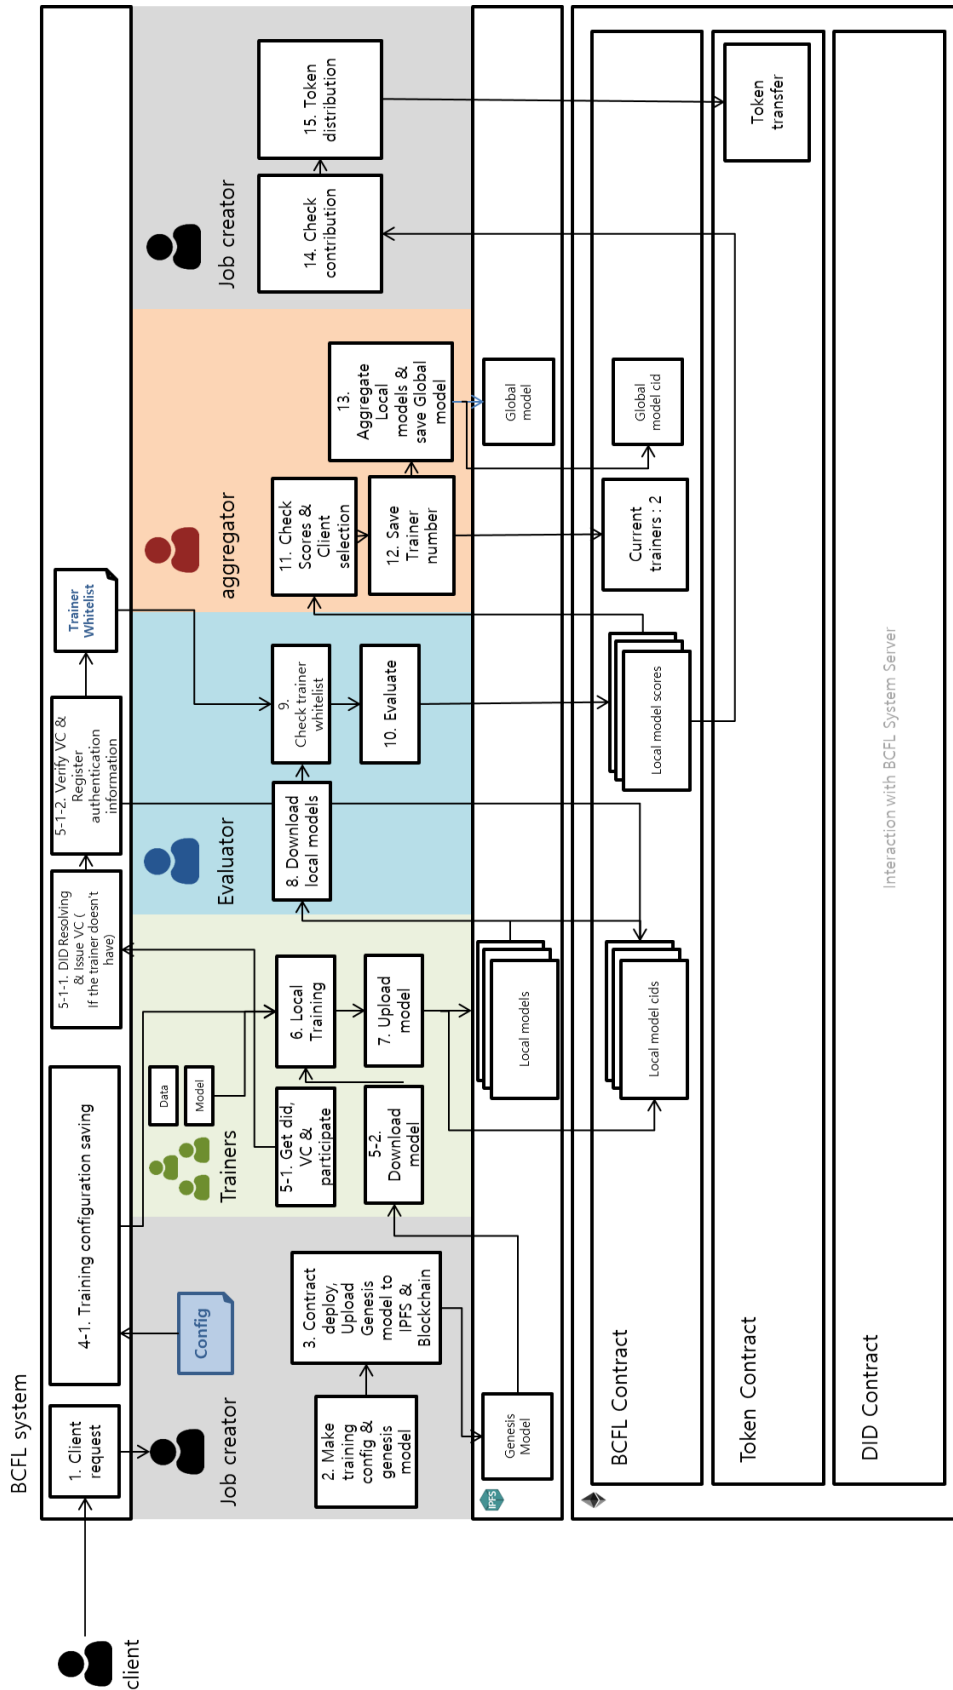 BCFL system
client
1. Client
request
4-1. Training configuration saving
5-1-1. DID Resolving
& Issue VC (
If the trainer doesn't
have)
5-1-2. Verify VC &
Register
authentication
information
Trainer
Whitelist
Job creator
Config
2. Make
training
config &
genesis
model
3. Contract
deploy,
Upload
Genesis
model to
IPFS &
Blockchain
Trainers
Data
Model
5-1. Get did,
VC &
participate
5-2.
Download
model
6. Local
Training
7. Upload
model
Evaluator
8. Download
local models
9.
Check trainer
whitelist
10. Evaluate
aggregator
11. Check
Scores &
Client
selection
12. Save
Trainer
number
13.
Aggregate
Local
models &
save Global
model
Job creator
14. Check
contribution
15. Token
distribution
IPFS
Genesis
Model
Local models
Global
model
BCFL Contract
Local model cids
Local model scores
Current
trainers : 2
Global
model cid
Token Contract
Token
transfer
DID Contract
Interaction with BCFL System Server